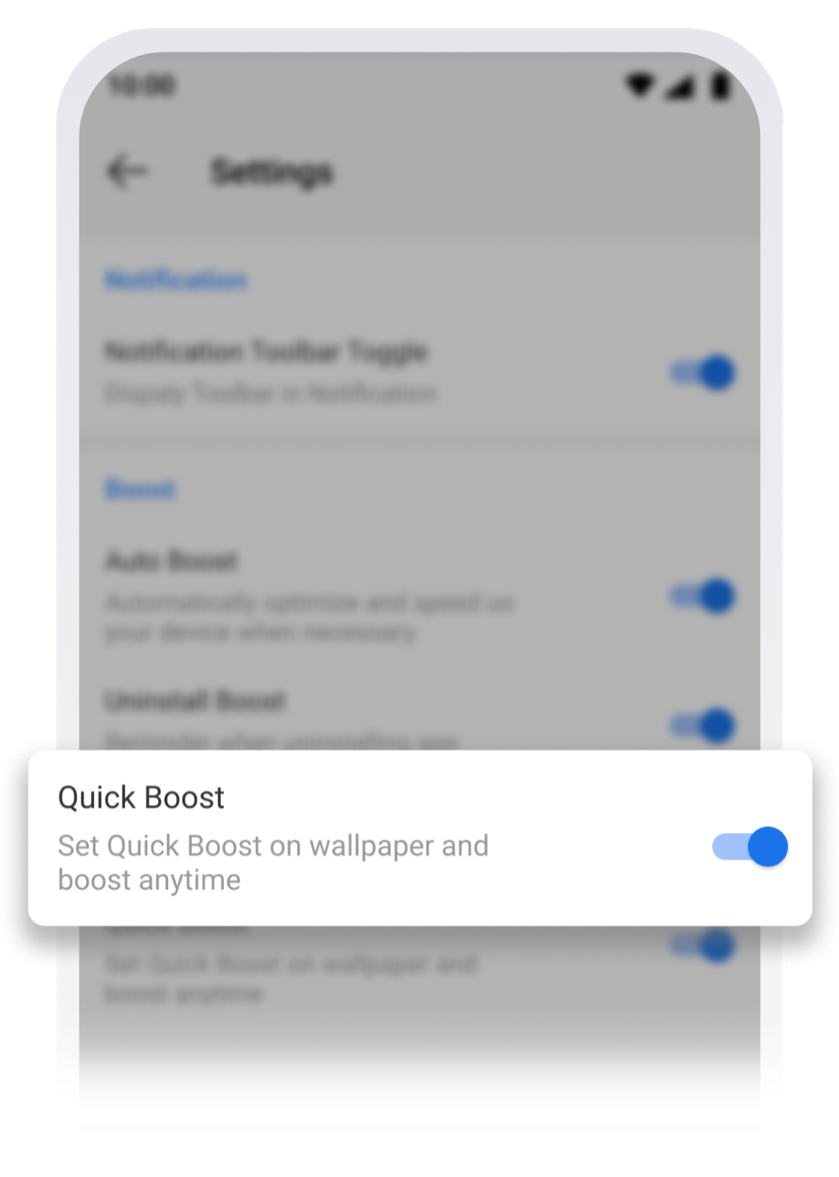 10:00
Settings
Notification
Notification Toolbar Toggle
Dispaly Toolbar in Notification
Boost
Auto Boost
Automatically optimize and speed up
your device when necessary
Uninstall Boost
Reminder when uninstalling app
Quick Boost
Set Quick Boost on wallpaper and
boost anytime
Quick Boost
Set Quick Boost on wallpaper and
boost anytime